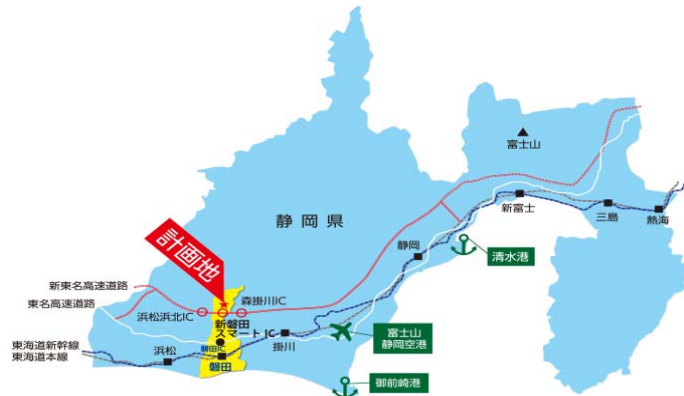 富士山
新富士
三島
熱海
静岡県
静岡
清水港
計画地
新東名高速道路
森掛川IC
東名高速道路
浜松浜北IC
新磐田
スマートIC
富士山
静岡空港
掛川
磐田IC
東海道新幹線
東海道本線
浜松
磐田
御前崎港